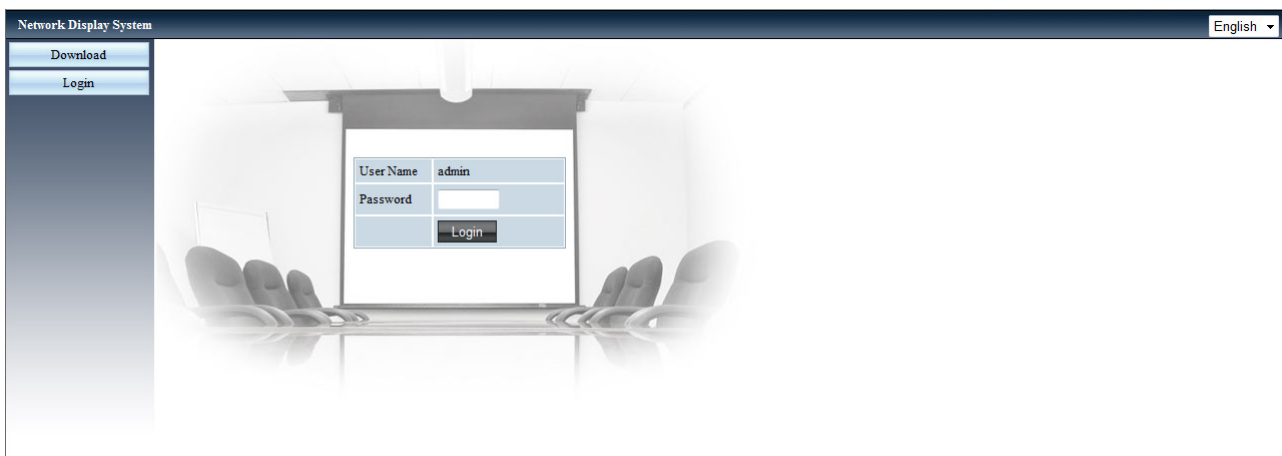 Network Display System
English
Download
Login
User Name admin
Password
Login